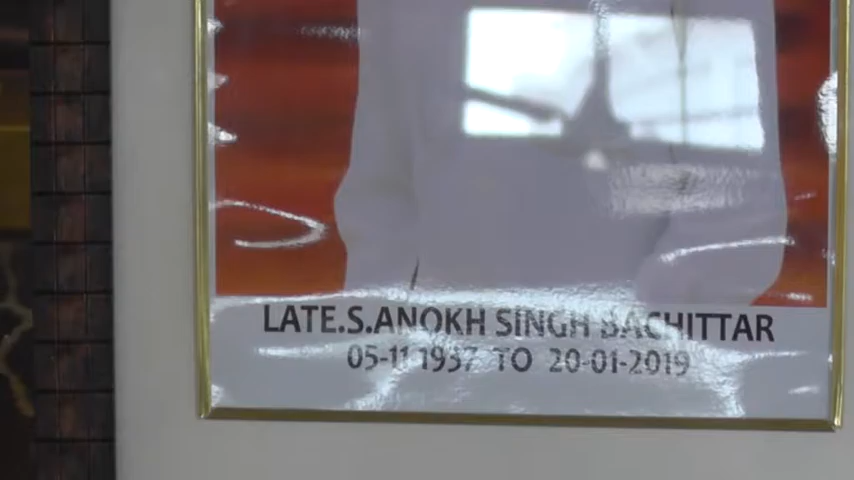 LATE.S.ANOKH SINGH BACHITTAR
05-11 1937 TO 20-01-2019